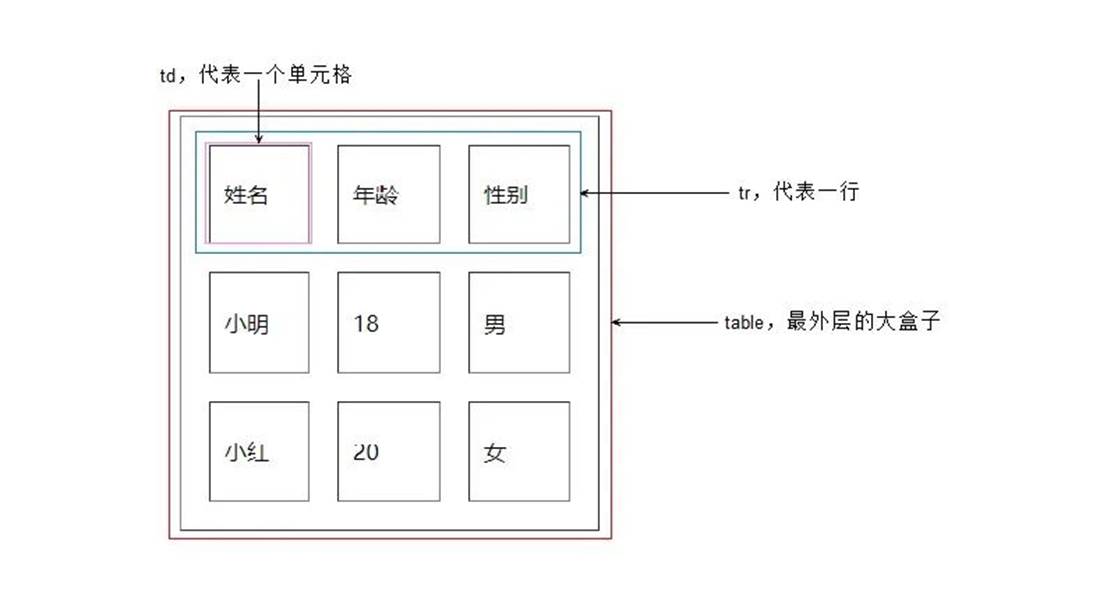 td，代表一个单元格
姓名 年龄 性别
tr，代表一行
小明 18 男
table，最外层的大盒子
小红 20 女